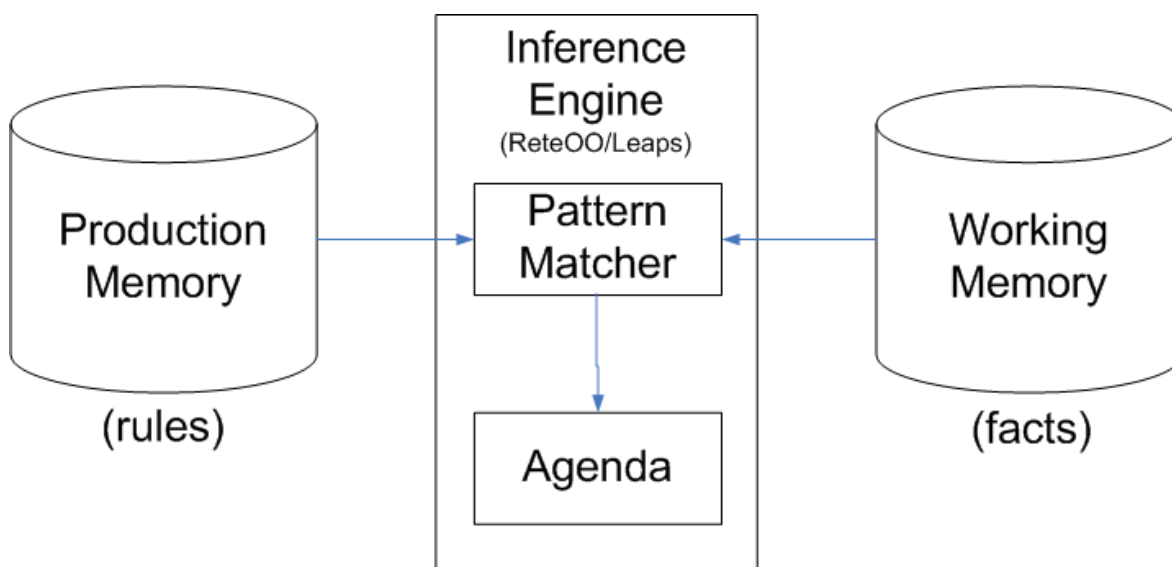 Inference
Engine
(ReteOO/Leaps)
Production
Memory
(rules)
Pattern
Matcher
Agenda
Working
Memory
(facts)